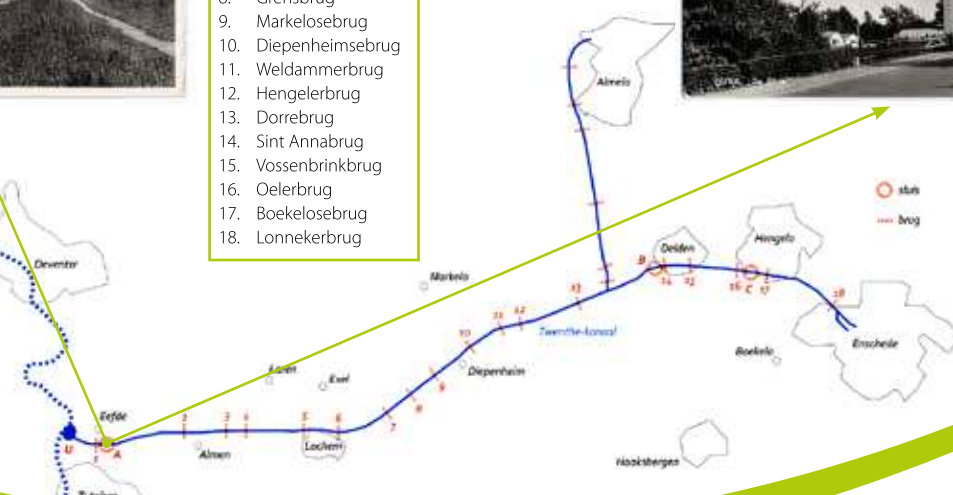 8. Grensbrug
9. Markelosebrug
10. Diepenheimsebrug
11. Weldammerbrug
12. Hengelerbrug
13. Dorrebrug
14. Sint Annabrug
15. Vossenbrinkbrug
16. Oelerbrug
17. Boekelosebrug
18. Lonnekerbrug
Almelo
sluis
brug
Deventer
Markelo
Delden
Hengelo
B
14
15
16
C
17
18
13
11
12
10
Twenthe-kanaal
Boekelo
Enschede
Laren
Exel
Diepenheim
9
8
7
Eefde
U
1
A
2
3
4
5
6
Almen
Lochem
Haaksbergen
Zutphen